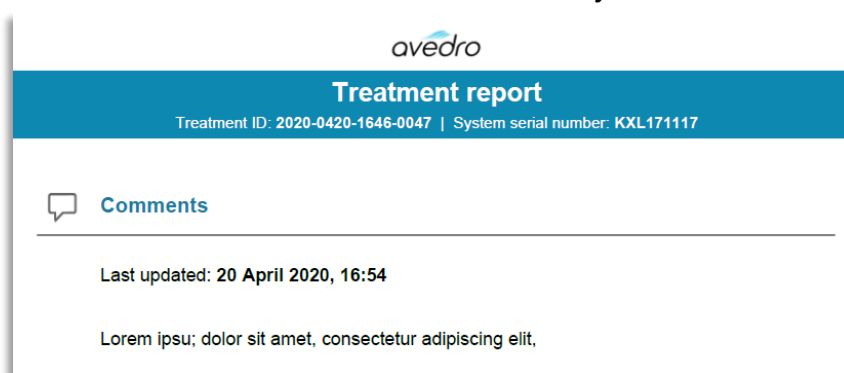 avedro
Treatment report
Treatment ID: 2020-0420-1646-0047 | System serial number: KXL171117
Comments
Last updated: 20 April 2020, 16:54
Lorem ipsu; dolor sit amet, consectetur adipiscing elit,